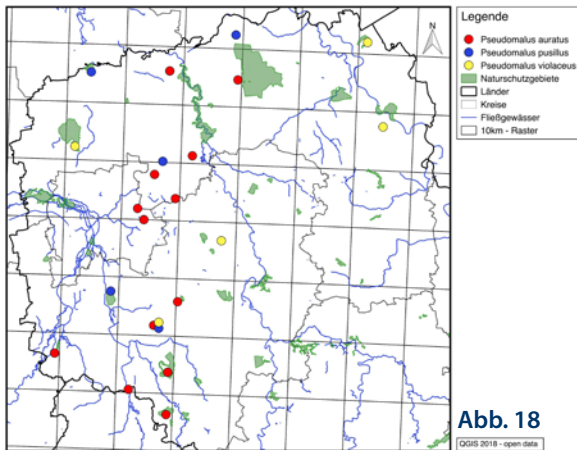 N
Legende
Pseudomalus auratus
Pseudomalus pusillus
Pseudomalus violaceus
Naturschutzgebiete
Länder
Kreise
Fließgewässer
10km - Raster
Abb. 18
QGIS 2018 - open data